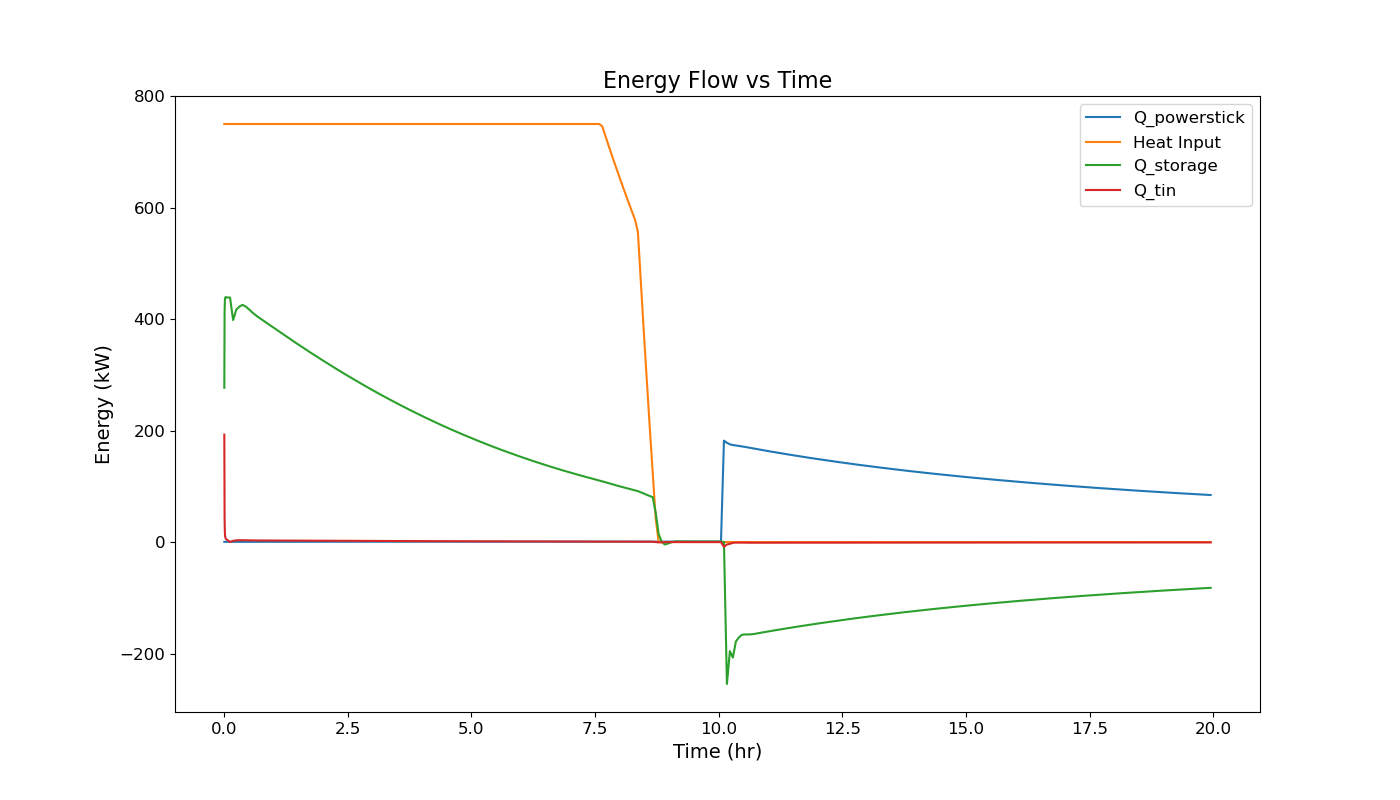 Energy Flow vs Time
Q_powerstick
Heat Input
Q_storage
Q_tin
800
600
400
200
0
−200
Energy (kW)
0.0 2.5 5.0 7.5 10.0 12.5 15.0 17.5 20.0
Time (hr)